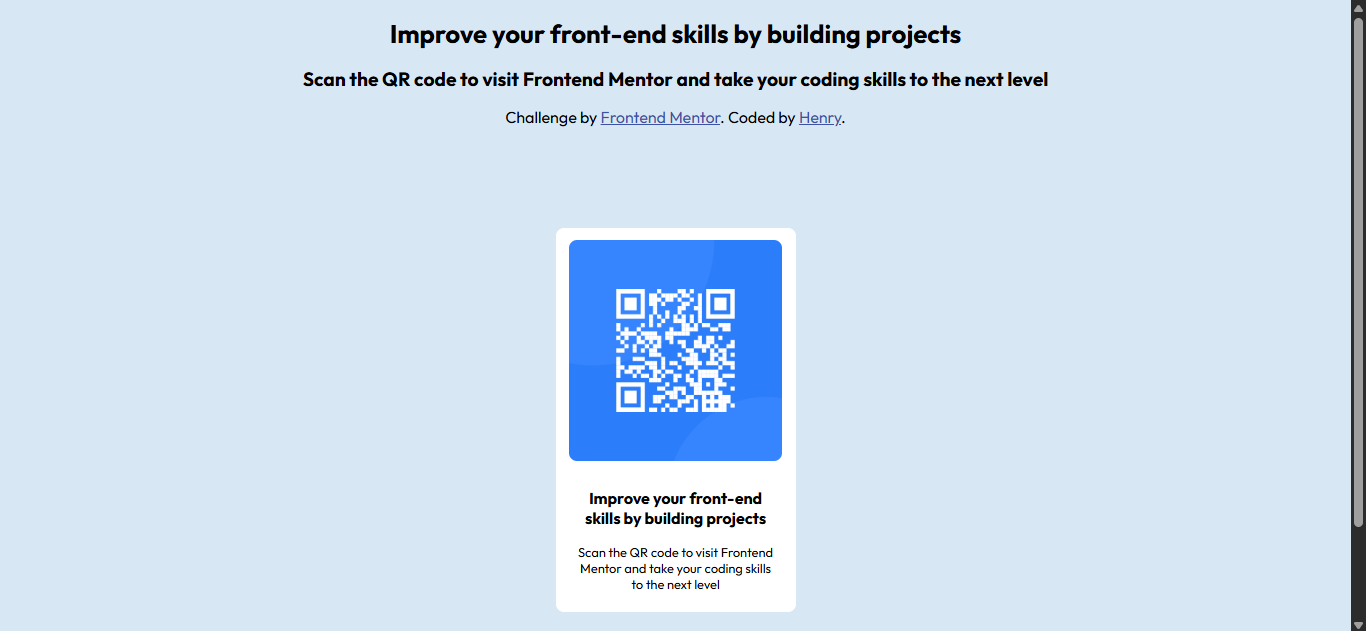 Improve your front-end skills by building projects
Scan the QR code to visit Frontend Mentor and take your coding skills to the next level
Challenge by Frontend Mentor. Coded by Henry.
Improve your front-end
skills by building projects
Scan the QR code to visit Frontend
Mentor and take your coding skills
to the next level